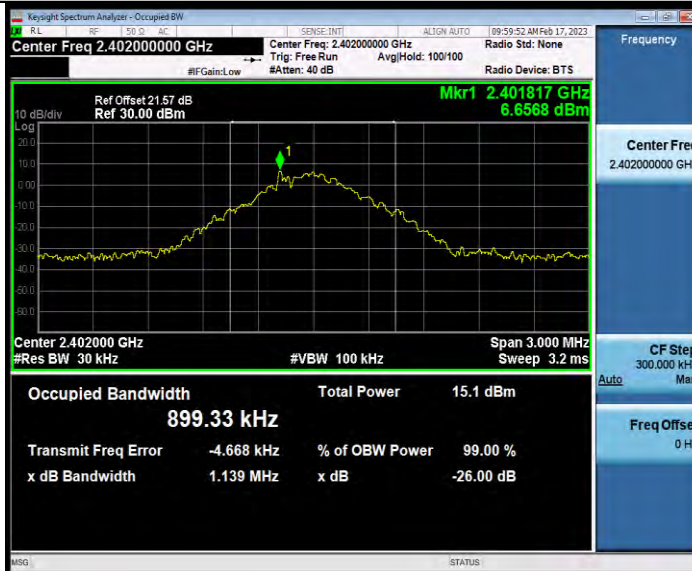 Keysight Spectrum Analyzer - Occupied BW
RL RF 50 Ω AC SENSE:INT ALIGN AUTO 09:59:52 AM Feb 17, 2023
Center Freq 2.402000000 GHz Center Freq: 2.402000000 GHz Radio Std: None Frequency
Trig: Free Run Avg|Hold: 100/100
#IFGain:Low #Atten: 40 dB Radio Device: BTS
Mkr1 2.401817 GHz
Ref Offset 21.57 dB
10 dB/div Ref 30.00 dBm 6.6568 dBm
Log
20.0
1
10.0
0.00
-10.0
-20.0
-30.0
-40.0
-50.0
-60.0
Center Freq
2.402000000 GH
Center 2.402000 GHz Span 3.000 MHz
#Res BW 30 kHz #VBW 100 kHz Sweep 3.2 ms
CF Step
300.000 kH
Auto Ma
Occupied Bandwidth Total Power 15.1 dBm
899.33 kHz
Freq Offse
0 H
Transmit Freq Error -4.668 kHz % of OBW Power 99.00 %
x dB Bandwidth 1.139 MHz x dB -26.00 dB
MSG STATUS